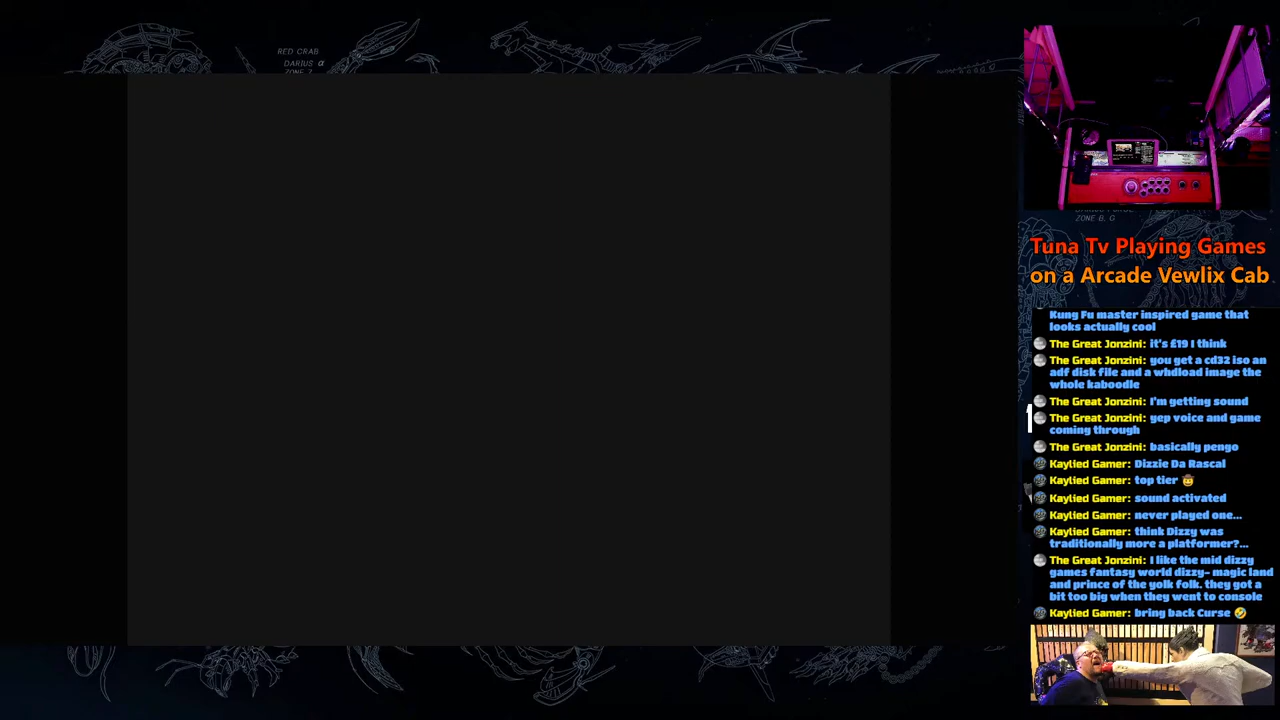 RED CRAB
DARIUS α
ZONE Z
ZONE B. G
Tuna Tv Playing Games
on a Arcade Vewlix Cab
Kung Fu master inspired game that
looks actually cool
The Great Jonzini: it's £19 I think
The Great Jonzini: you get a cd32 iso an
adf disk file and a whdload image the
whole kaboodle
The Great Jonzini: I'm getting sound
The Great Jonzini: yep voice and game
coming through
The Great Jonzini: basically pengo
Kaylied Gamer: Dizzie Da Rascal
Kaylied Gamer: top tier 🤠
Kaylied Gamer: sound activated
Kaylied Gamer: never played one...
Kaylied Gamer: think Dizzy was
traditionally more a platformer?...
The Great Jonzini: I like the mid dizzy
games fantasy world dizzy- magic land
and prince of the yolk folk. they got a
bit too big when they went to console
Kaylied Gamer: bring back Curse 🤣